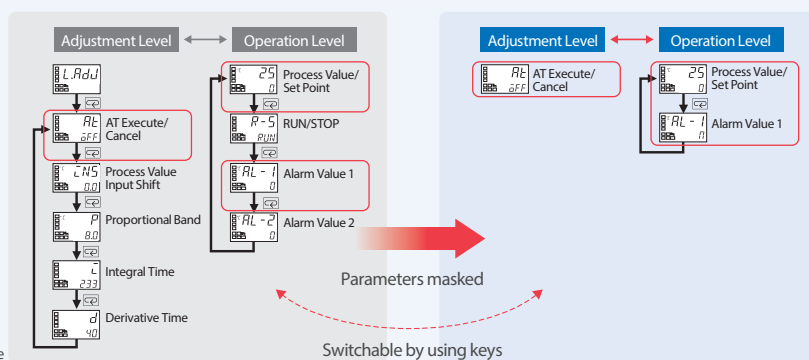 Adjustment Level
Operation Level
L.AdJ
At
oFF
AT Execute/
Cancel
INS
0.0
Process Value
Input Shift
P
8.0
Proportional Band
I
233
Integral Time
d
40
Derivative Time
25
0
Process Value/
Set Point
R-S
RUN
RUN/STOP
AL-1
0
Alarm Value 1
AL-2
0
Alarm Value 2
Parameters masked
Switchable by using keys
Adjustment Level
Operation Level
At
oFF
AT Execute/
Cancel
25
0
Process Value/
Set Point
AL-1
Alarm Value 1
e